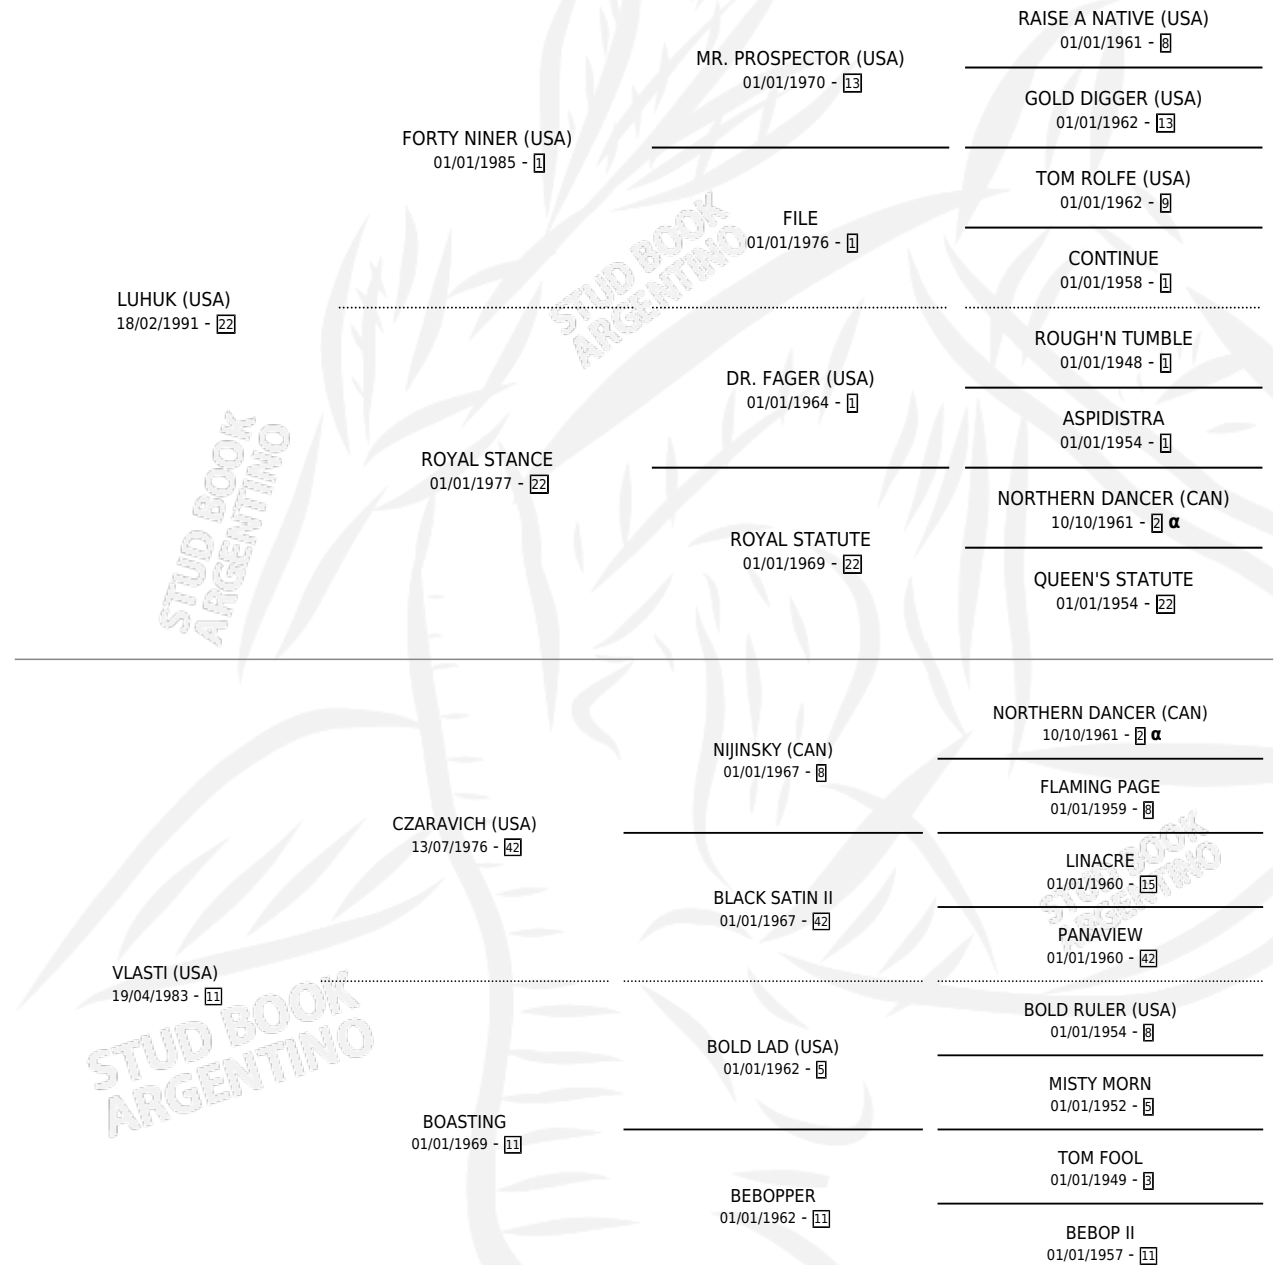 RAISE A NATIVE (USA)
01/01/1961 - 8
MR. PROSPECTOR (USA)
01/01/1970 - 13
GOLD DIGGER (USA)
01/01/1962 - 13
FORTY NINER (USA)
01/01/1985 - 1
TOM ROLFE (USA)
01/01/1962 - 9
FILE
01/01/1976 - 1
CONTINUE
01/01/1958 - 1
LUHUK (USA)
18/02/1991 - 22
STUD BOOK
ARGENTINO
ROUGH'N TUMBLE
01/01/1948 - 1
DR. FAGER (USA)
01/01/1964 - 1
ASPIDISTRA
01/01/1954 - 1
ROYAL STANCE
01/01/1977 - 22
NORTHERN DANCER (CAN)
10/10/1961 - 2 α
ROYAL STATUTE
01/01/1969 - 22
QUEEN'S STATUTE
01/01/1954 - 22
STUD BOOK
ARGENTINO
NORTHERN DANCER (CAN)
10/10/1961 - 2 α
NIJINSKY (CAN)
01/01/1967 - 8
FLAMING PAGE
01/01/1959 - 8
CZARAVICH (USA)
13/07/1976 - 42
LINACRE
01/01/1960 - 15
BLACK SATIN II
01/01/1967 - 42
PANAVIEW
01/01/1960 - 42
STUD BOOK
ARGENTINO
VLASTI (USA)
19/04/1983 - 11
STUD BOOK
ARGENTINO
BOLD RULER (USA)
01/01/1954 - 8
BOLD LAD (USA)
01/01/1962 - 5
MISTY MORN
01/01/1952 - 5
BOASTING
01/01/1969 - 11
TOM FOOL
01/01/1949 - 3
BEBOPPER
01/01/1962 - 11
BEBOP II
01/01/1957 - 11